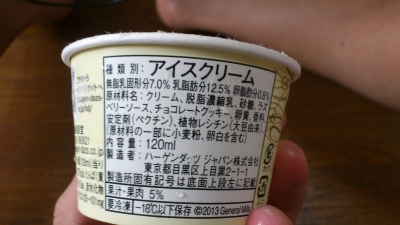 種類別: アイスクリーム
無脂乳固形分7.0% 乳脂肪分12.5% 卵脂肪分0.8%
原材料名:クリーム、脱脂濃縮乳、砂糖、ラズ
ベリーソース、チョコレートクッキー、卵黄、香料、
安定剤(ペクチン)、植物レシチン(大豆由来)
(原材料の一部に小麦粉、卵白を含む)
内容量:120ml
製造者:ハーゲンダッツ ジャパン株式会社
東京都目黒区上目黒2-1-1
製造所固有記号は底面上段左に記載
果汁・果肉 5%
要冷凍 -18℃以下保存 ©2013 General Mills